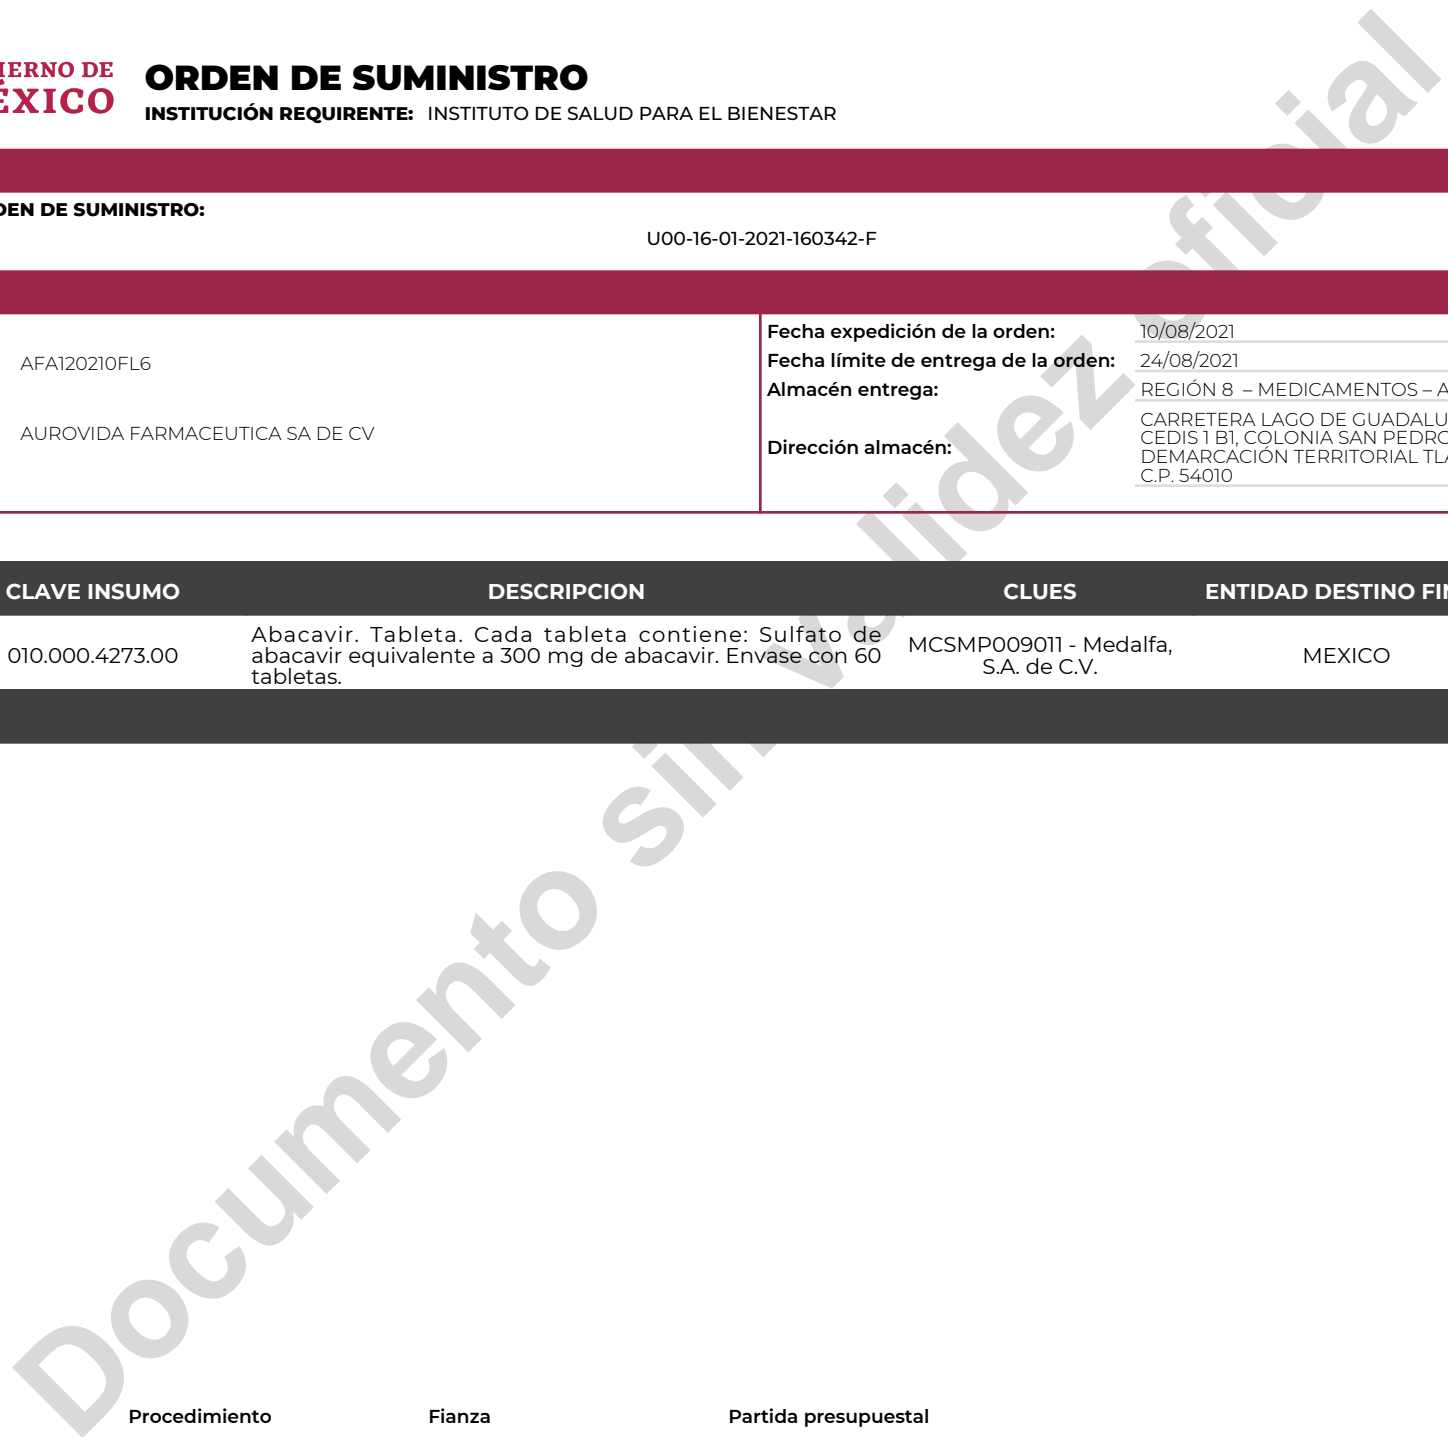 IERNO DE
ÉXICO
ORDEN DE SUMINISTRO
INSTITUCIÓN REQUIRENTE: INSTITUTO DE SALUD PARA EL BIENESTAR
DEN DE SUMINISTRO:
U00-16-01-2021-160342-F
AFA120210FL6
AUROVIDA FARMACEUTICA SA DE CV
Fecha expedición de la orden: 10/08/2021
Fecha límite de entrega de la orden: 24/08/2021
Almacén entrega: REGIÓN 8 – MEDICAMENTOS – A
Dirección almacén:
CARRETERA LAGO DE GUADALU
CEDIS 1 B1, COLONIA SAN PEDRO
DEMARCACIÓN TERRITORIAL TLA
C.P. 54010
CLAVE INSUMO DESCRIPCION CLUES ENTIDAD DESTINO FIN
010.000.4273.00
Abacavir. Tableta. Cada tableta contiene: Sulfato de
abacavir equivalente a 300 mg de abacavir. Envase con 60
tabletas.
MCSMP009011 - Medalfa,
S.A. de C.V.
MEXICO
Documento sin validez oficial
Procedimiento Fianza Partida presupuestal